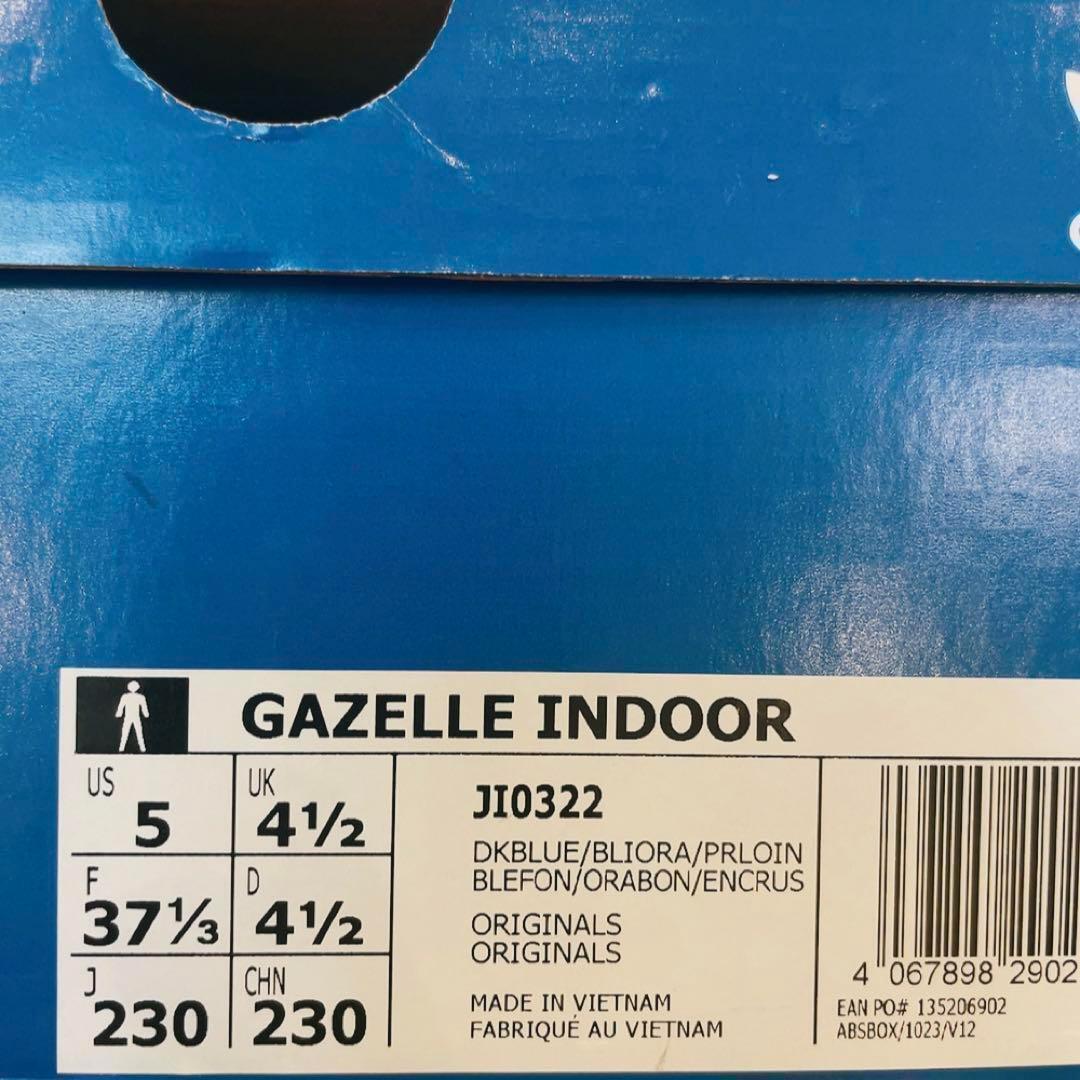 GAZELLE INDOOR
US 5
UK 4½
F 37⅓
D 4½
J 230
CHN 230
JI0322
DKBLUE/BLIORA/PRLOIN
BLEFON/ORABON/ENCRUS
ORIGINALS
ORIGINALS
MADE IN VIETNAM
FABRIQUÉ AU VIETNAM
4 067898 2902
EAN PO# 135206902
ABSBOX/1023/V12